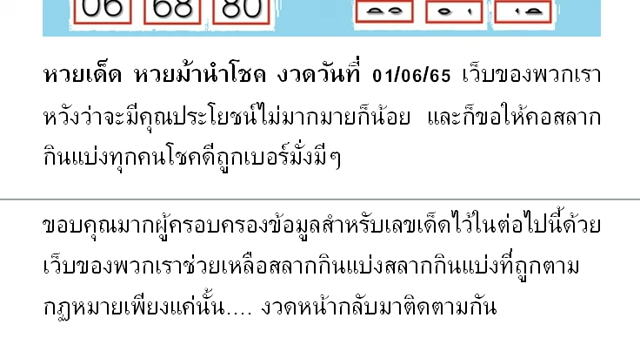 06 68 80
หวยเด็ด หวยม้านำโชค งวดวันที่ 01/06/65 เว็บของพวกเรา
หวังว่าจะมีคุณประโยชน์ไม่มากมายก็น้อย และก็ขอให้คอสลาก
กินแบ่งทุกคนโชคดีถูกเบอร์มั่งมีๆ
ขอบคุณมากผู้ครอบครองข้อมูลสำหรับเลขเด็ดไว้ในต่อไปนี้ด้วย
เว็บของพวกเราช่วยเหลือสลากกินแบ่งสลากกินแบ่งที่ถูกตาม
กฏหมายเพียงแค่นั้น.... งวดหน้ากลับมาติดตามกัน